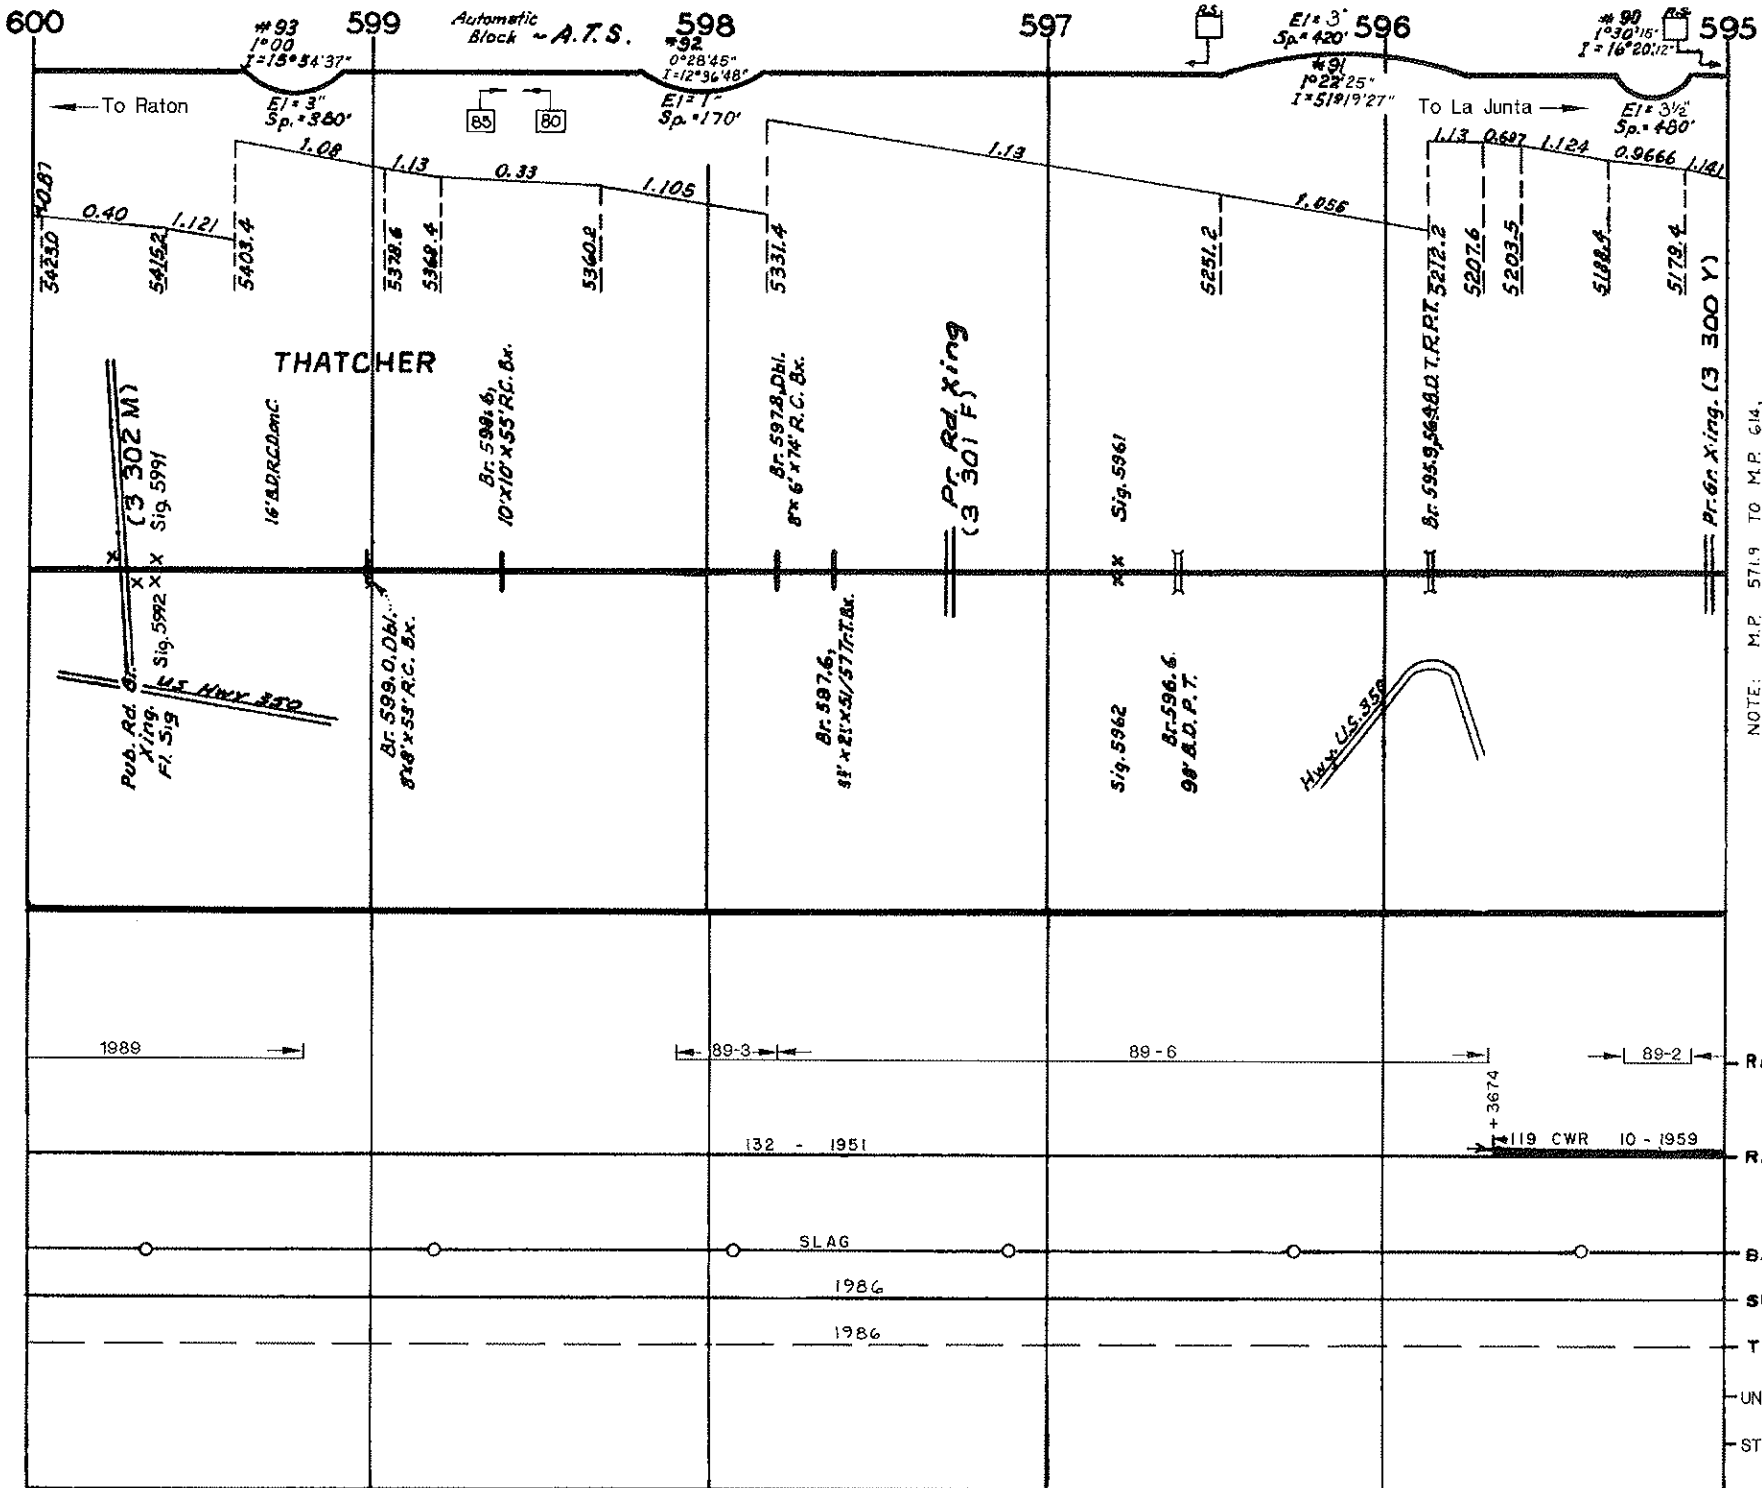 600
599
598
597
596
595
#93
1°00
I=15°54'37"
El = 3"
Sp. = 380'
Automatic
Block ~ A.T.S.
#92
0°28'45"
I=12°36'48"
El = 1"
Sp. = 170'
R.S.
El = 3"
Sp. = 420'
#91
1°22'25"
I=51°19'27"
#90
1°30'15"
I = 16°20'12"
R.S.
El = 3½"
Sp. = 480'
To Raton
85
80
To La Junta
0.87
0.40
1.121
1.08
1.13
0.33
1.105
1.13
1.056
1.13
0.687
1.124
0.9666
1.141
5423.0
5415.2
5403.4
5378.6
5368.4
5360.2
5331.4
5251.2
5212.2
5207.6
5203.5
5188.4
5179.4
THATCHER
(3 302 M)
Sig. 5991
16' B.D.R.C.D. on C.
Br. 598.6,
10'x10'x55' R.C. Bx.
Br. 597.8, Dbl.
8'x 6'x74' R.C. Bx.
Pr. Rd. Xing
(3 301 F)
Sig. 5961
Br. 595.9,
B.D.T.R.P.T.
Pr. Gr. Xing. (3 300 Y)
Sig. 5992
US HWY 350
Pub. Rd. Gr.
Xing.
Fl. Sig
Br. 599.0, Dbl.
8'x8'x53' R.C. Bx.
Br. 597.6,
Tr. T. Bx.
Sig. 5962
Br. 596.6.
98' B.D.P.T.
Hwy. U.S. 350
NOTE: M.P. 571.9 TO M.P. 614,
1989
89-3
89-6
89-2
+ 3674
132 - 1951
119 CWR 10 - 1959
SLAG
1986
1986
R
B
S
T
UN
ST